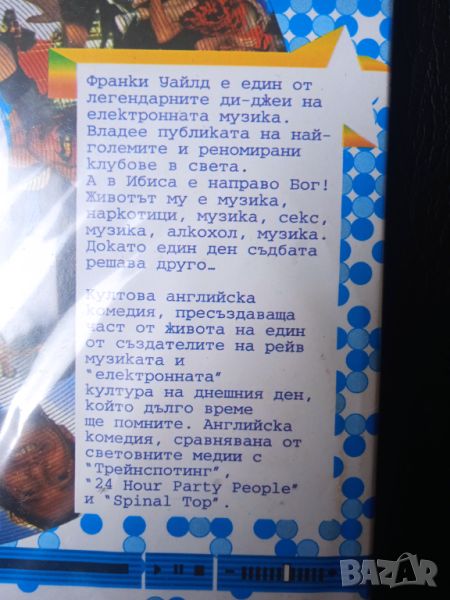 Франки Уайлд е един от
легендарните ди-джеи на
електронната музика.
Владее публиката на най-
големите и реномирани
клубове в света.
А в Ибиса е направо Бог!
Животът му е музика,
наркотици, музика, секс,
музика, алкохол, музика.
Докато един ден съдбата
решава друго…
Култова английска
комедия, пресъздаваща
част от живота на един
от създателите на рейв
музиката и
"електронната"
култура на днешния ден,
който дълго време
ще помните. Английска
комедия, сравнявана от
световните медии с
"Трейнспотинг",
"24 Hour Party People"
и "Spinal Top".
BAZAR.bg